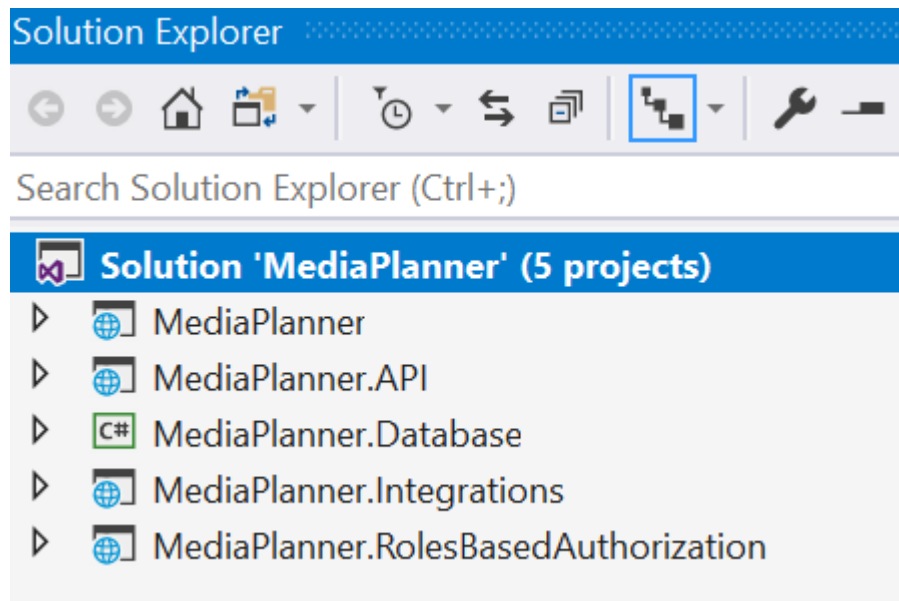 Solution Explorer
Search Solution Explorer (Ctrl+;)
Solution 'MediaPlanner' (5 projects)
MediaPlanner
MediaPlanner.API
C# MediaPlanner.Database
MediaPlanner.Integrations
MediaPlanner.RolesBasedAuthorization